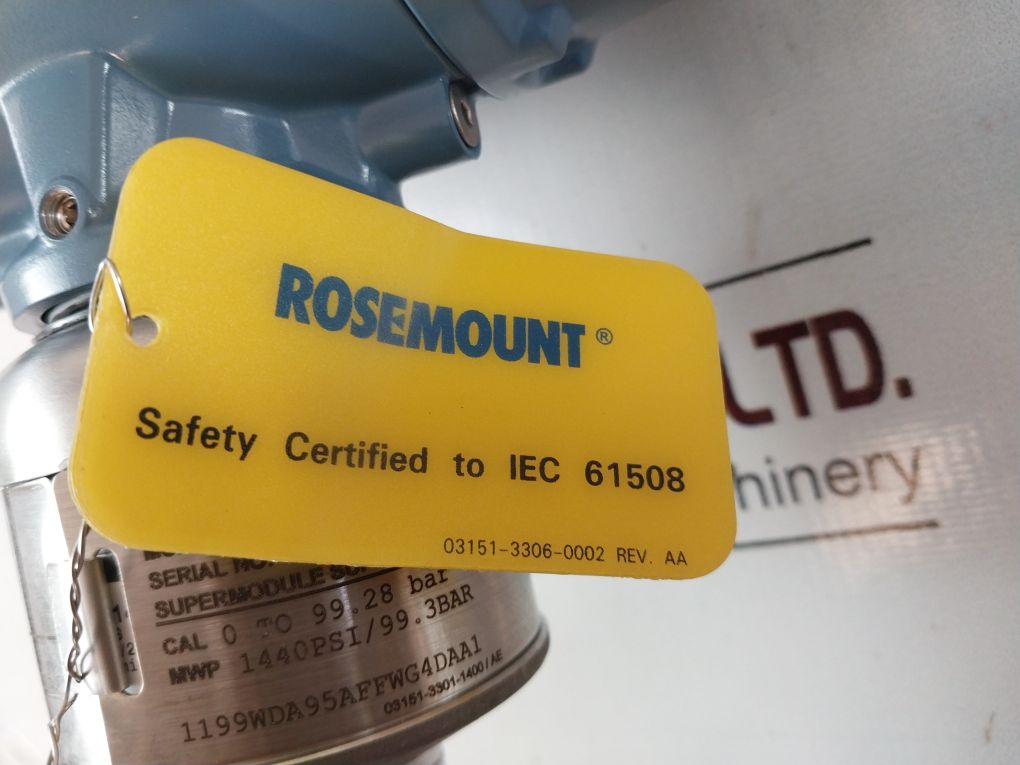 ROSEMOUNT ®
Safety Certified to IEC 61508
03151-3306-0002 REV. AA
LTD.
hinery
SERIAL NO.
SUPERMODULE
CAL 0 TO 99.28 bar
MWP 1440PSI/99.3BAR
1199WDA95AFFWG4DAA1
03151-3301-1400/AE